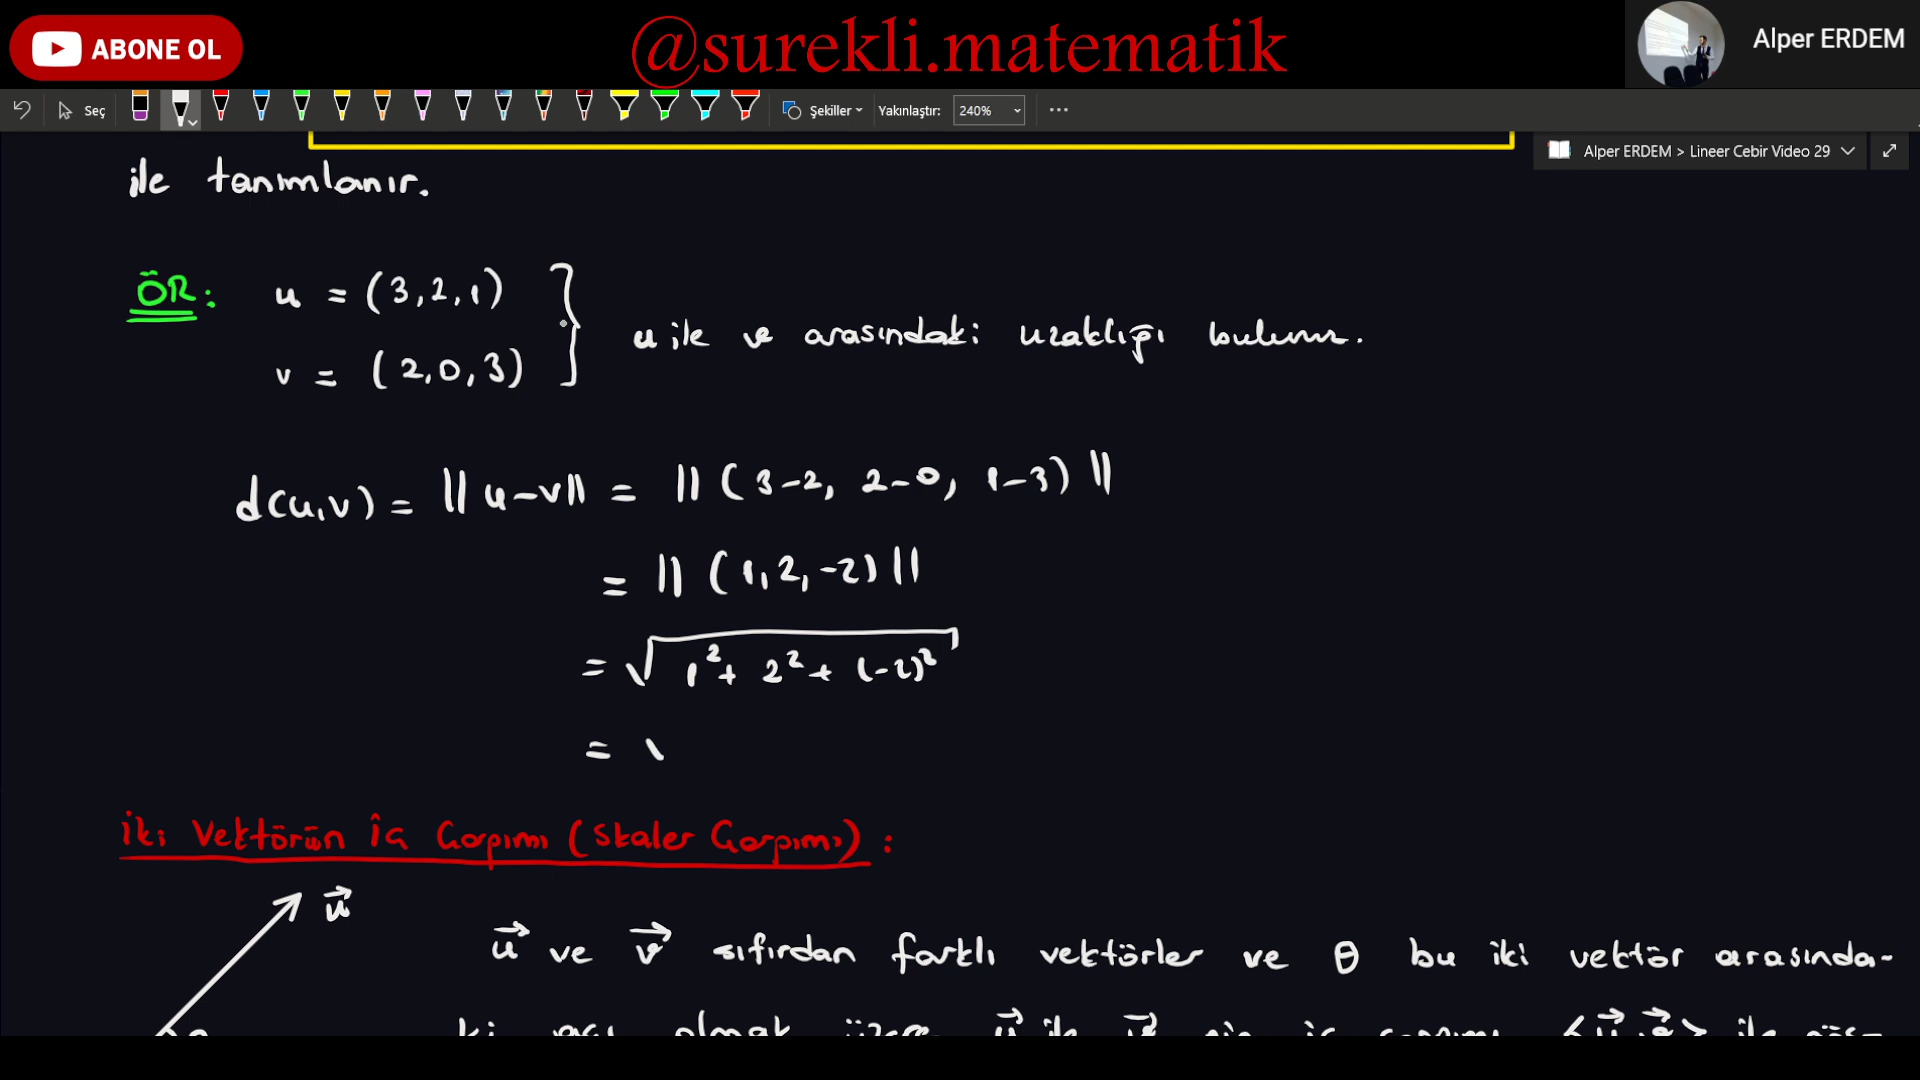 ABONE OL
@surekli.matematik
Alper ERDEM
Seç
Şekiller
Yakınlaştır:
240%
Alper ERDEM > Lineer Cebir Video 29
ile tanımlanır.
ÖR:
u = (3,2,1)
v = (2,0,3)
u ile v arasındaki uzaklığı bulunuz.
d(u,v) = ||u-v|| = ||(3-2, 2-0, 1-3)||
= ||(1,2,-2)||
= √(1² + 2² + (-2)²)
=
İki Vektörün İç Çarpımı (Skaler Çarpımı):
u⃗
u⃗ ve v⃗ sıfırdan farklı vektörler ve θ bu iki vektör arasında-